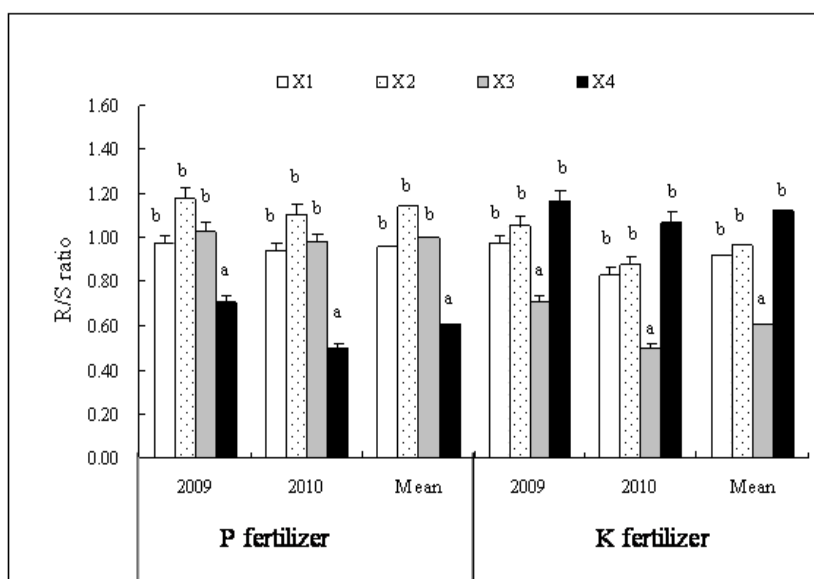 X1 X2 X3 X4
1.60
1.40
1.20
1.00
0.80
0.60
0.40
0.20
0.00
R/S ratio
b b b a b b b a b b a b b a b b b a b b b a b
2009 2010 Mean 2009 2010 Mean
P fertilizer K fertilizer